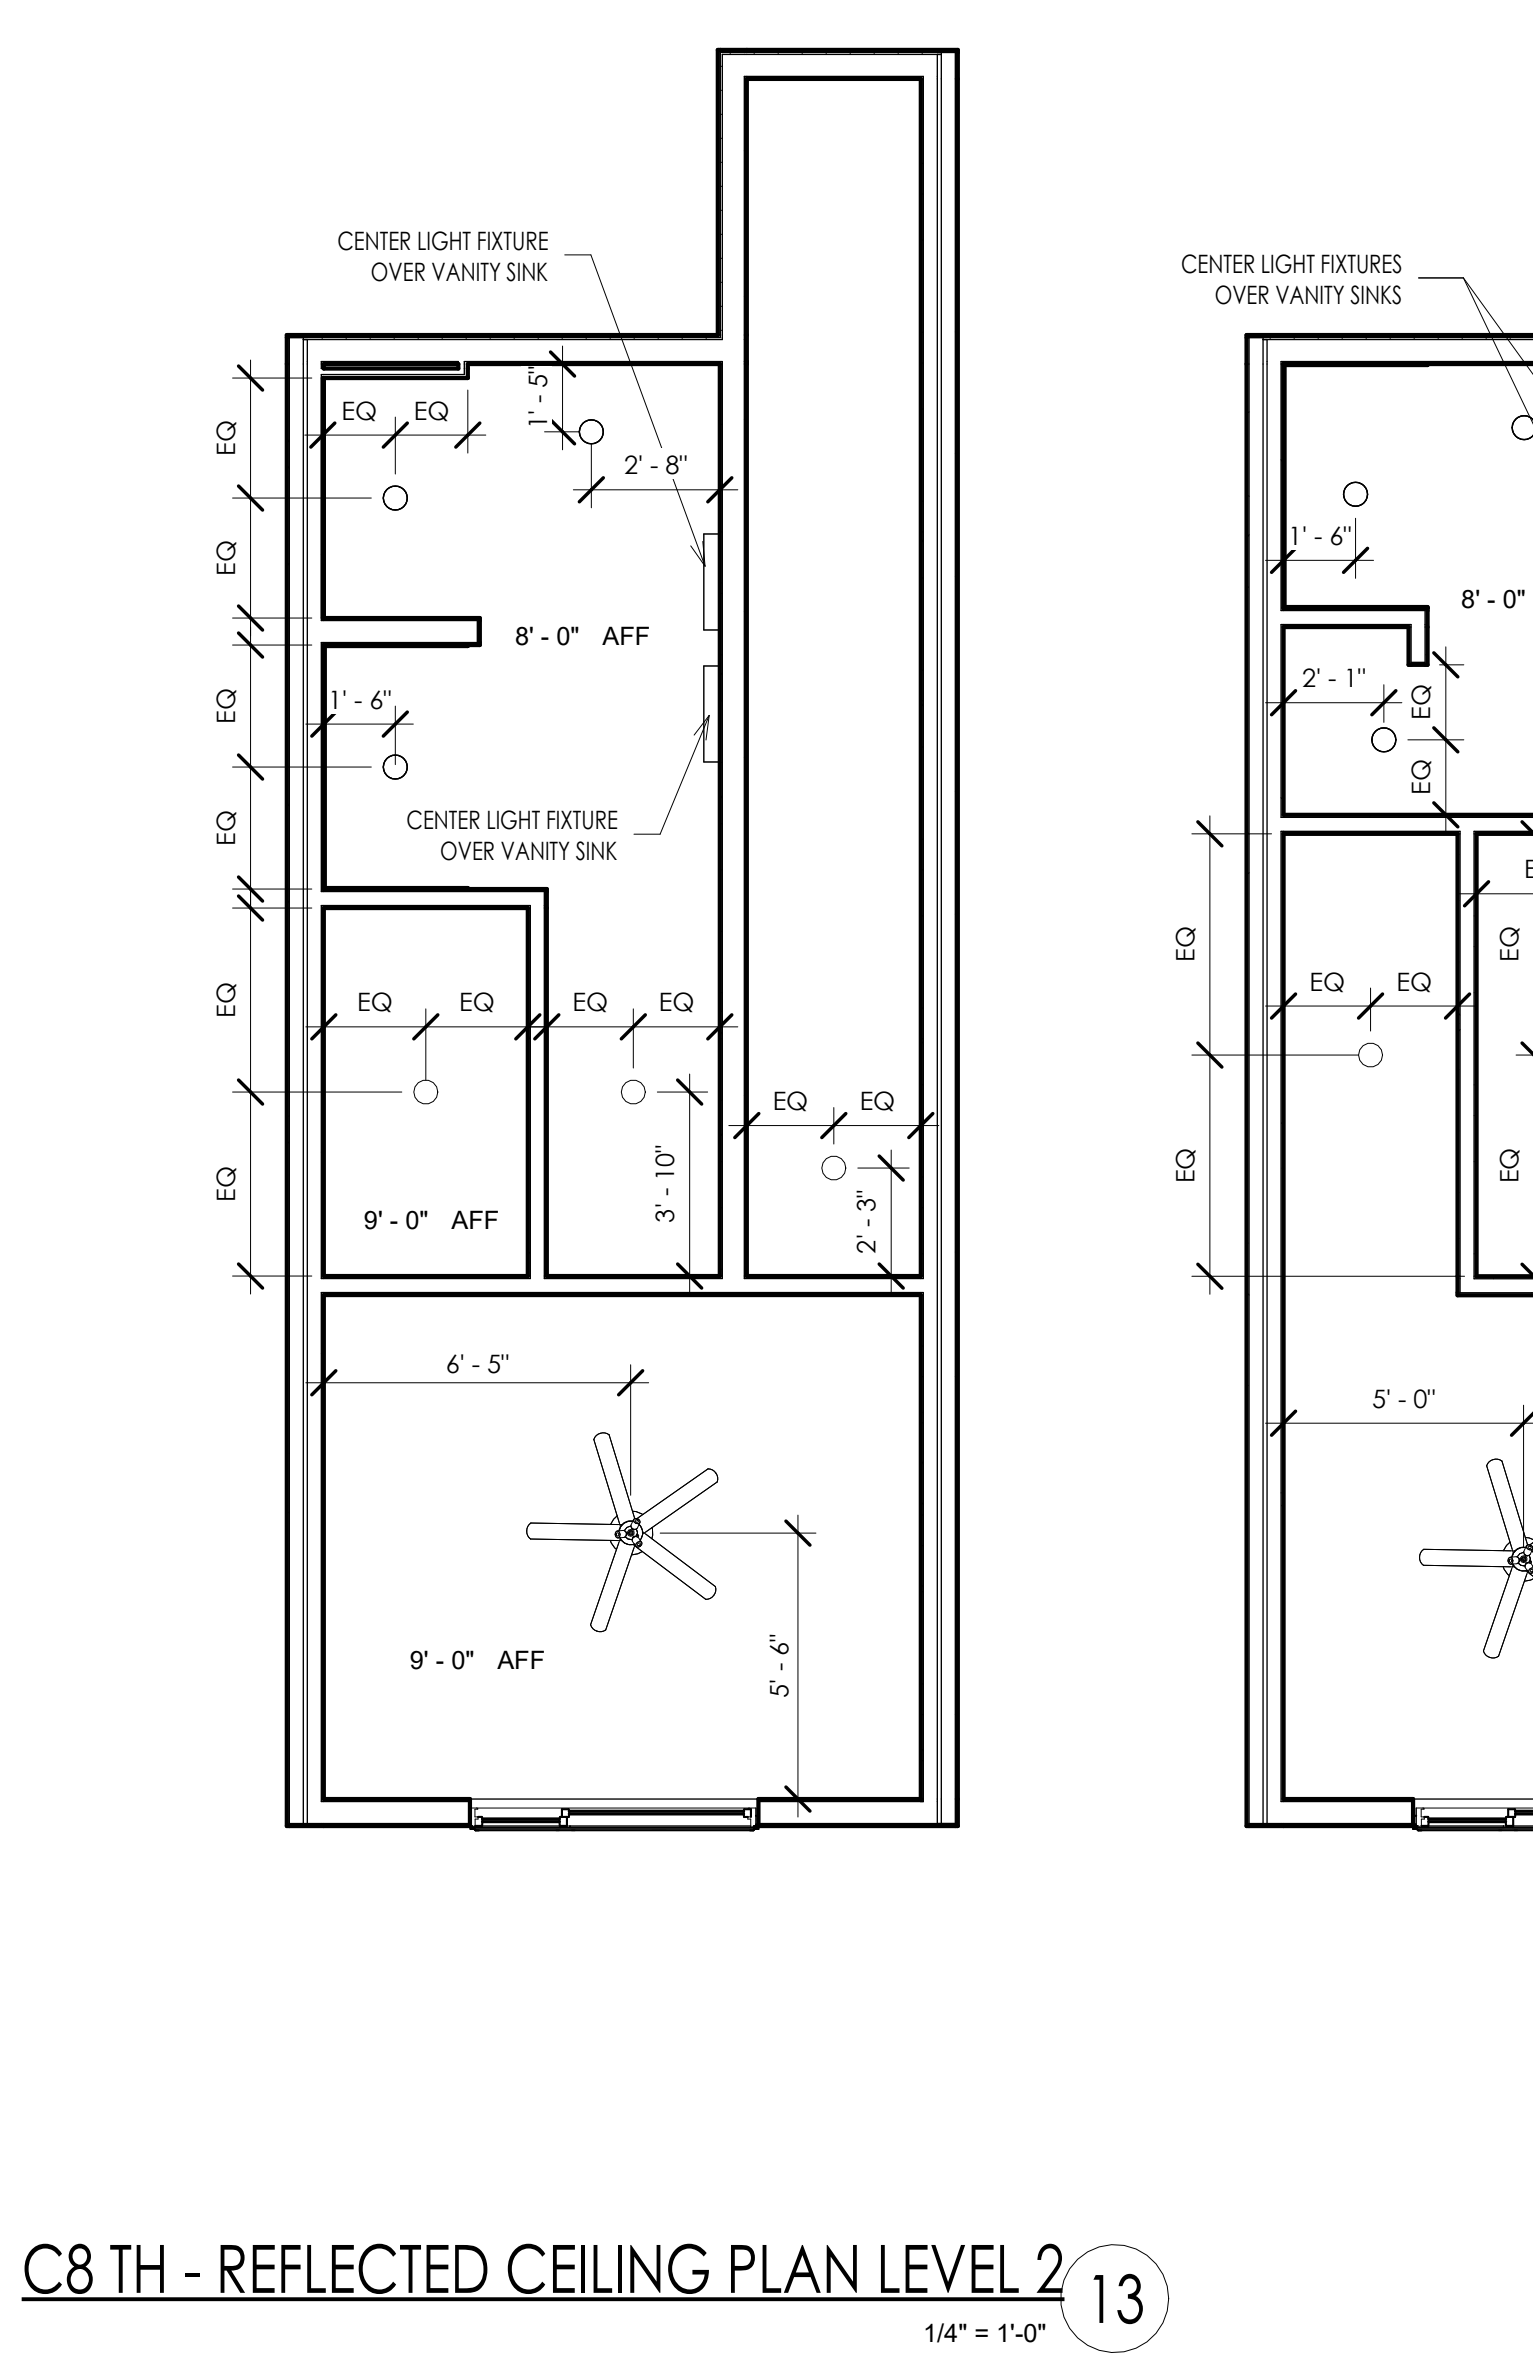 CENTER LIGHT FIXTURE
OVER VANITY SINK
EQ
EQ
EQ
1' - 5"
2' - 8"
EQ
8' - 0" AFF
EQ
1' - 6"
EQ
CENTER LIGHT FIXTURE
OVER VANITY SINK
EQ
EQ
EQ
EQ
EQ
EQ
EQ
3' - 10"
EQ
EQ
2' - 3"
9' - 0" AFF
6' - 5"
5' - 6"
9' - 0" AFF
CENTER LIGHT FIXTURES
OVER VANITY SINKS
1' - 6"
8' - 0"
2' - 1"
EQ
EQ
EQ
EQ
EQ
EQ
EQ
EQ
5' - 0"
C8 TH - REFLECTED CEILING PLAN LEVEL 2
13
1/4" = 1'-0"